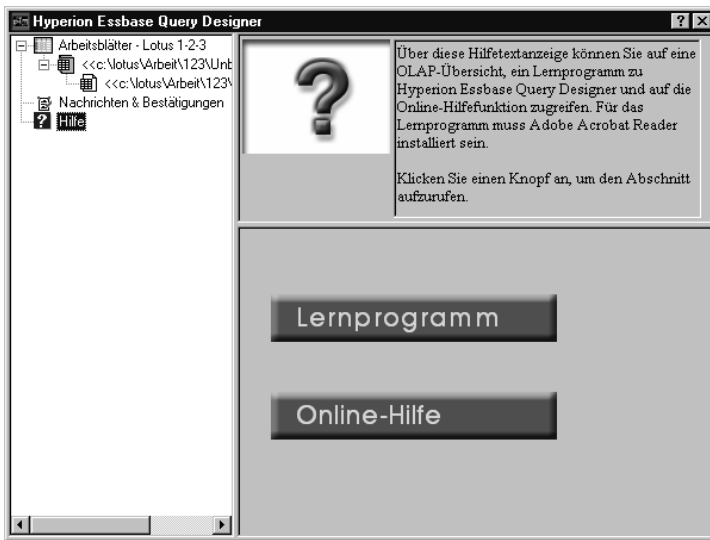 Hyperion Essbase Query Designer
Arbeitsblätter - Lotus 1-2-3
<<c:\lotus\Arbeit\123\Unb
<<c:\lotus\Arbeit\123\
Nachrichten & Bestätigungen
Hilfe
Über diese Hilfetextanzeige können Sie auf eine
OLAP-Übersicht, ein Lernprogramm zu
Hyperion Essbase Query Designer und auf die
Online-Hilfefunktion zugreifen. Für das
Lernprogramm muss Adobe Acrobat Reader
installiert sein.
Klicken Sie einen Knopf an, um den Abschnitt
aufzurufen.
Lernprogramm
Online-Hilfe